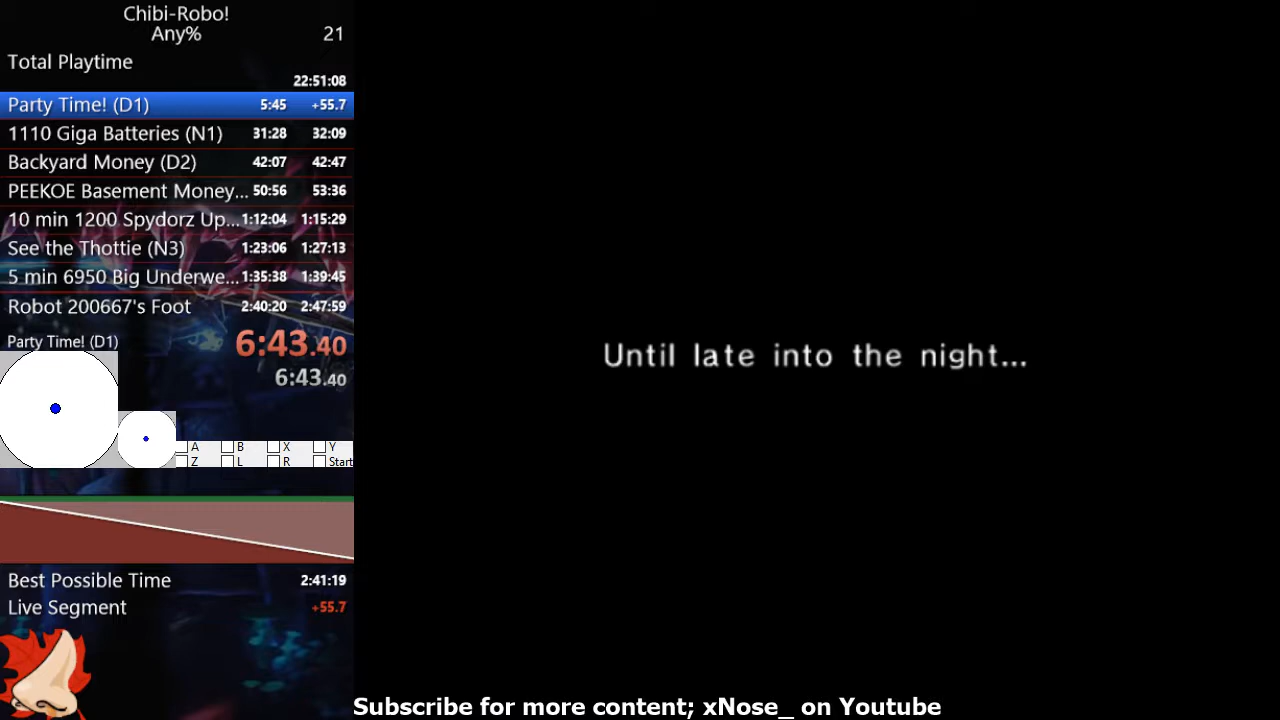 Chibi-Robo!
Any% 21
Total Playtime
22:51:08
Party Time! (D1) 5:45 +55.7
1110 Giga Batteries (N1) 31:28 32:09
Backyard Money (D2) 42:07 42:47
PEEKOE Basement Money... 50:56 53:36
10 min 1200 Spydorz Up... 1:12:04 1:15:29
See the Thottie (N3) 1:23:06 1:27:13
5 min 6950 Big Underwe... 1:35:38 1:39:45
Robot 200667's Foot 2:40:20 2:47:59
Party Time! (D1) 6:43.40
6:43.40
A B X Y
Z L R Start
Best Possible Time 2:41:19
Live Segment +55.7
Until late into the night...
Subscribe for more content; xNose_ on Youtube